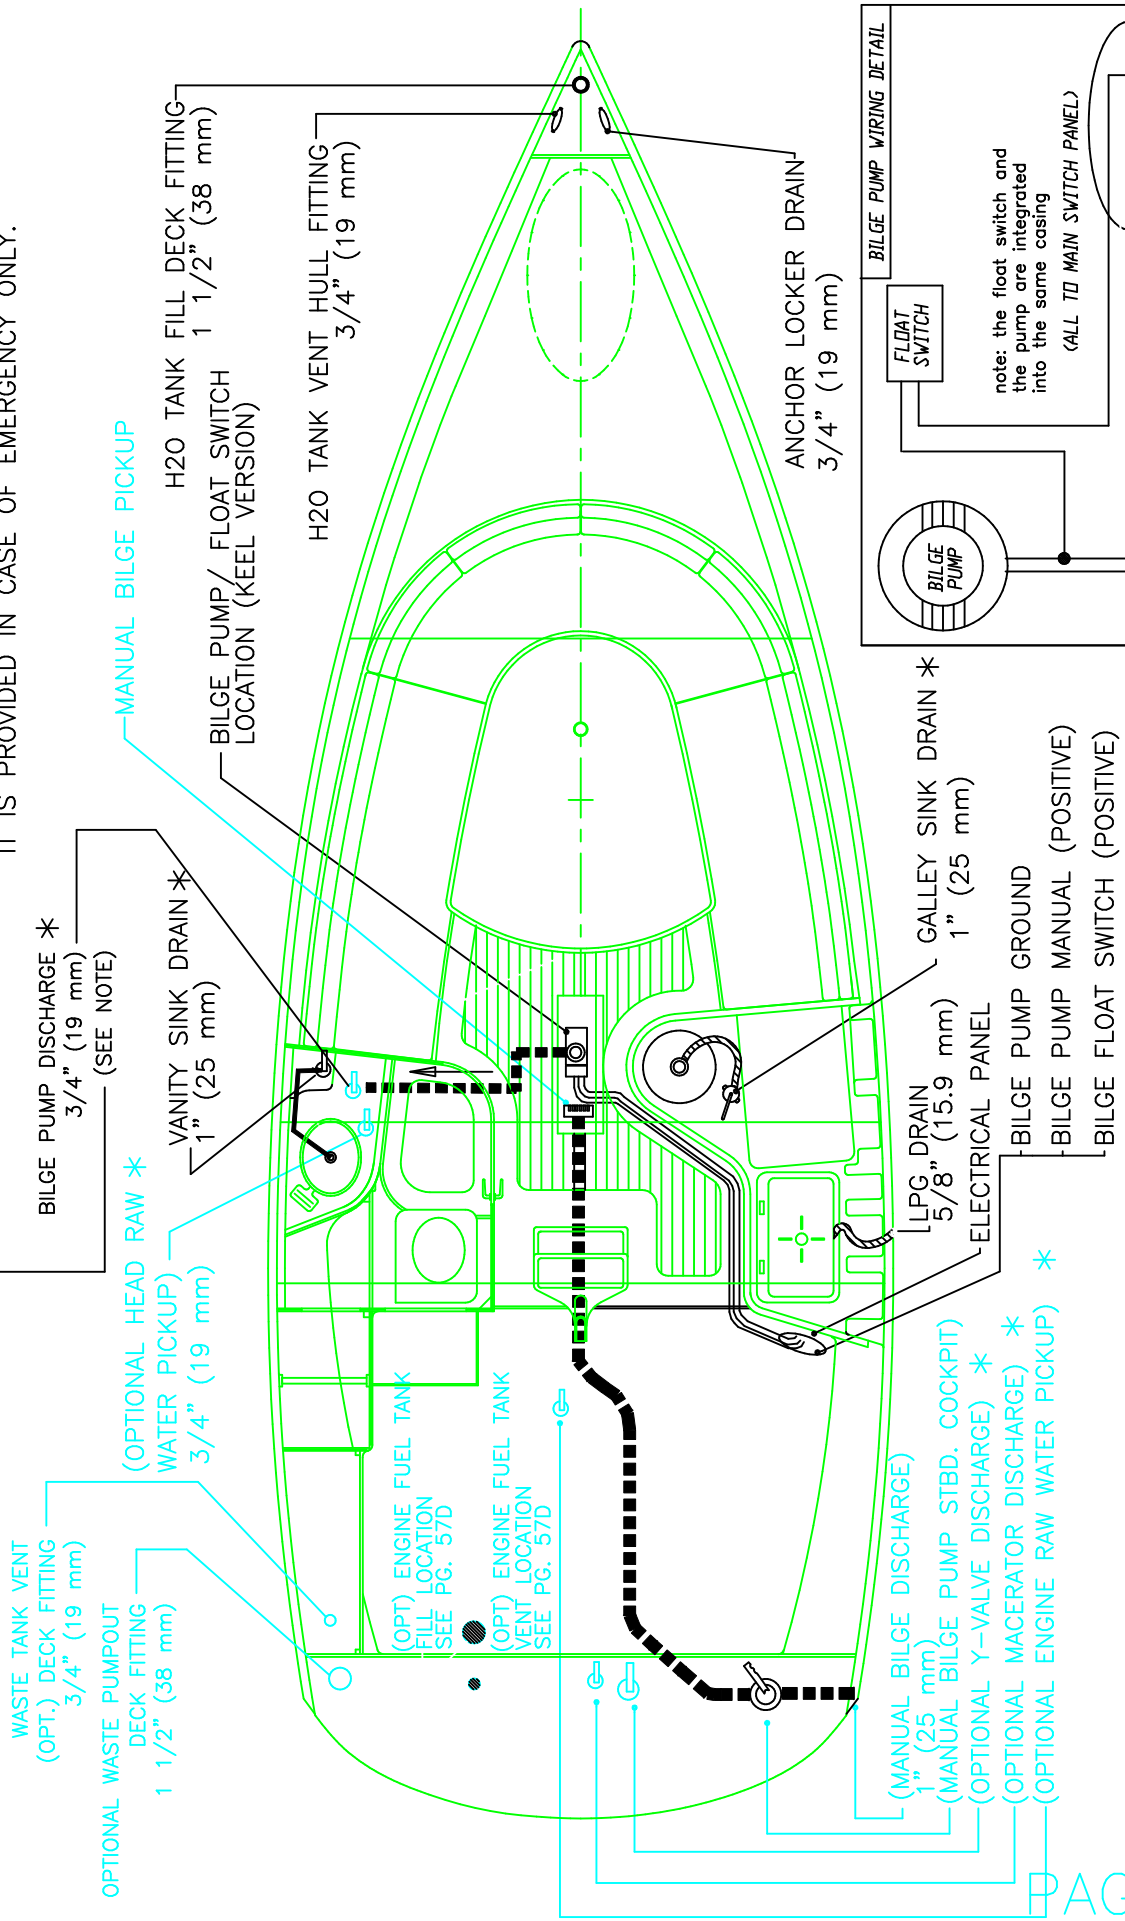 IT IS PROVIDED IN CASE OF EMERGENCY ONLY.
MANUAL BILGE PICKUP
H2O TANK FILL DECK FITTING
1 1/2" (38 mm)
BILGE PUMP/ FLOAT SWITCH
LOCATION (KEEL VERSION)
H2O TANK VENT HULL FITTING
3/4" (19 mm)
BILGE PUMP DISCHARGE *
3/4" (19 mm)
(SEE NOTE)
VANITY SINK DRAIN *
1" (25 mm)
(OPTIONAL HEAD RAW *
WATER PICKUP)
3/4" (19 mm)
WASTE TANK VENT
(OPT.) DECK FITTING
3/4" (19 mm)
OPTIONAL WASTE PUMPOUT
DECK FITTING
1 1/2" (38 mm)
(OPT) ENGINE FUEL TANK
FILL LOCATION
SEE PG. 57D
(OPT) ENGINE FUEL TANK
VENT LOCATION
SEE PG. 57D
ANCHOR LOCKER DRAIN
3/4" (19 mm)
BILGE PUMP WIRING DETAIL
FLOAT
SWITCH
BILGE
PUMP
note: the float switch and
the pump are integrated
into the same casing
(ALL TO MAIN SWITCH PANEL)
GALLEY SINK DRAIN *
1" (25 mm)
LPG DRAIN
5/8" (15.9 mm)
ELECTRICAL PANEL
BILGE PUMP GROUND
BILGE PUMP MANUAL (POSITIVE)
BILGE FLOAT SWITCH (POSITIVE)
(MANUAL BILGE DISCHARGE)
1" (25 mm)
(MANUAL BILGE PUMP STBD. COCKPIT)
(OPTIONAL Y-VALVE DISCHARGE) *
(OPTIONAL MACERATOR DISCHARGE) *
(OPTIONAL ENGINE RAW WATER PICKUP) *
PAG